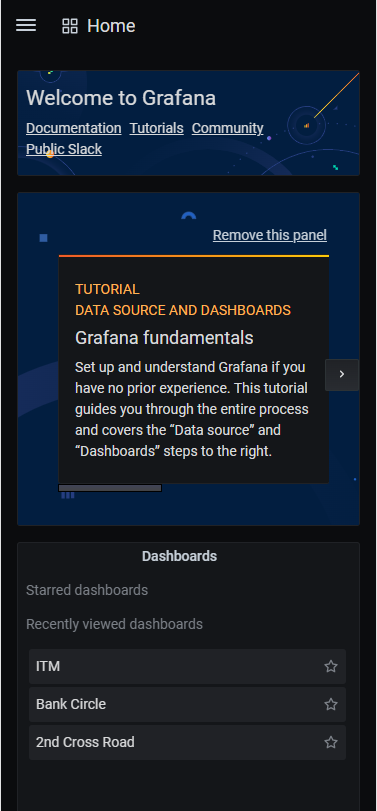 Home
Welcome to Grafana
Documentation Tutorials Community
Public Slack
Remove this panel
TUTORIAL
DATA SOURCE AND DASHBOARDS
Grafana fundamentals
Set up and understand Grafana if you
have no prior experience. This tutorial
guides you through the entire process
and covers the “Data source” and
“Dashboards” steps to the right.
Dashboards
Starred dashboards
Recently viewed dashboards
ITM
Bank Circle
2nd Cross Road